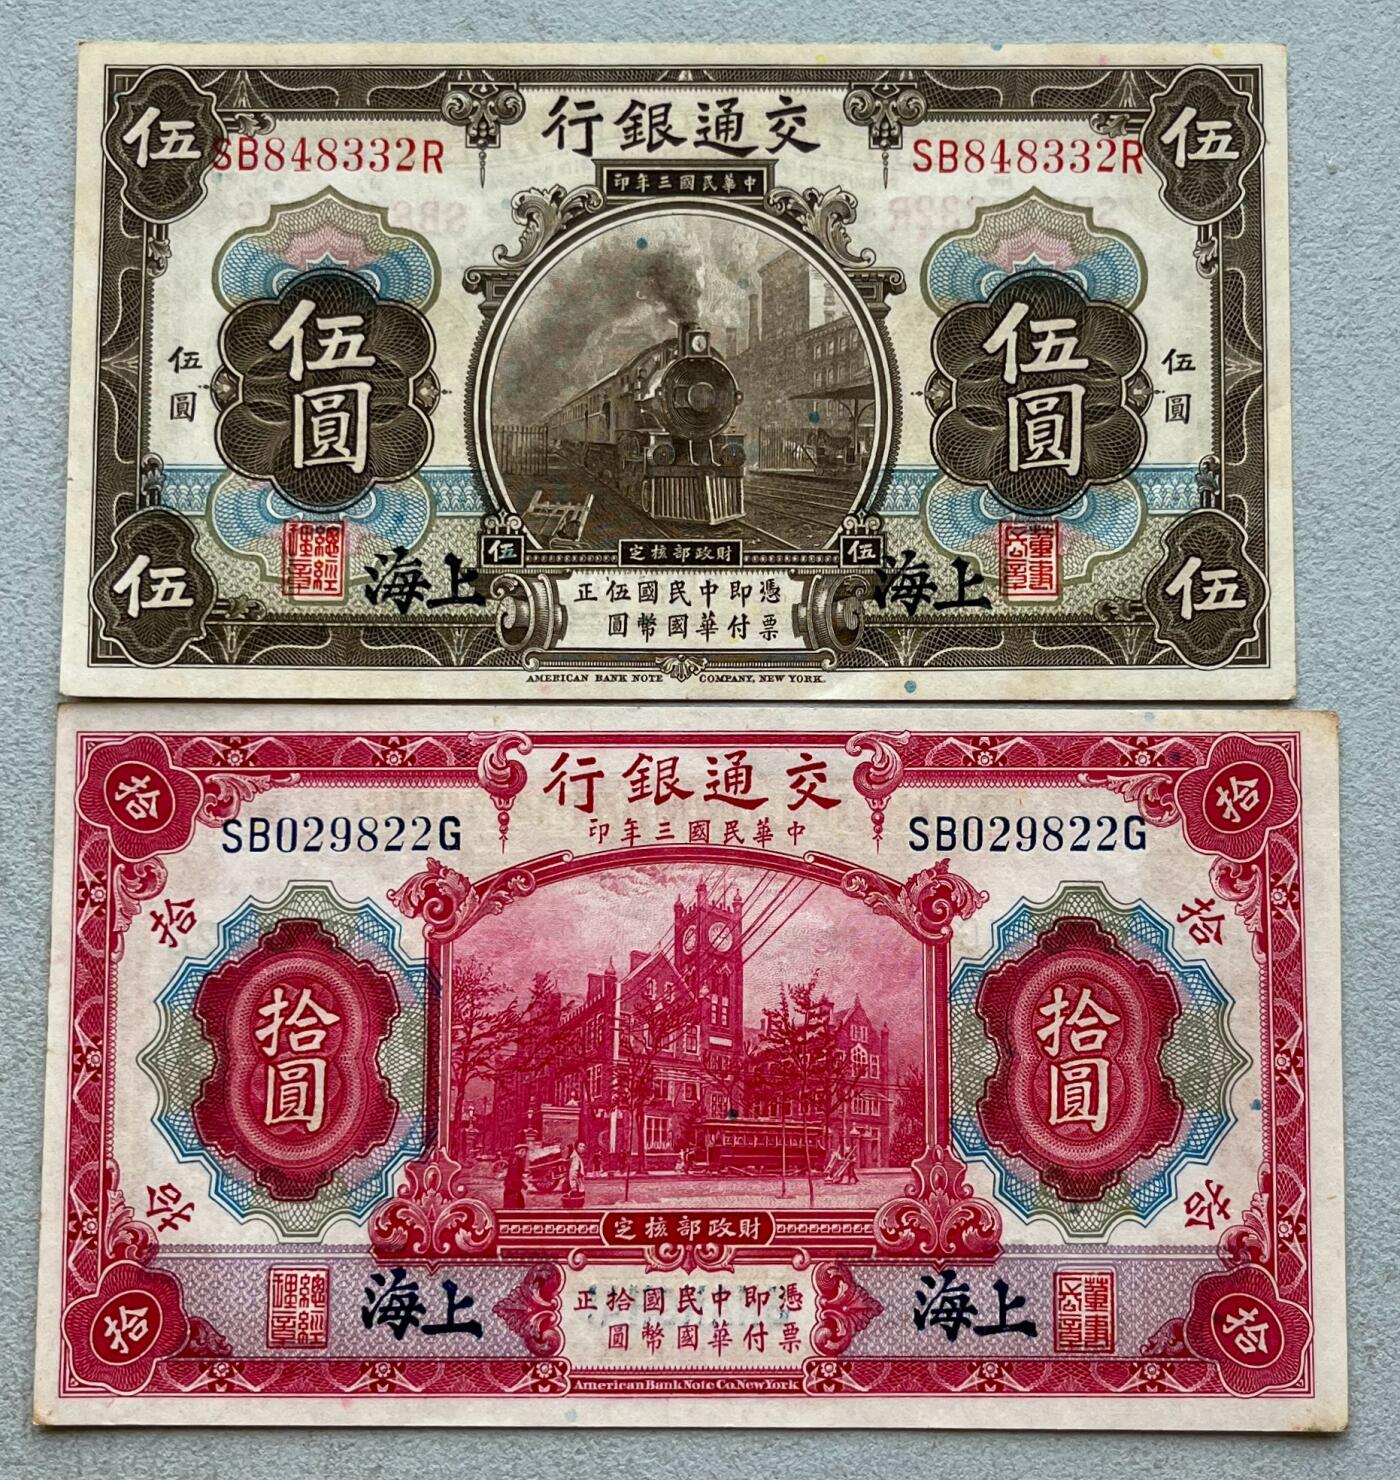 交通銀行
伍
伍
SB848332R
SB848332R
中華民國三年印
伍圓
伍圓
伍圓
伍圓
財政部核定
伍
伍
上海
上海
總經理章
董事長章
伍
伍
憑票即付中華民國國幣伍圓正
AMERICAN BANK NOTE COMPANY, NEW YORK.
交通銀行
拾
拾
中華民國三年印
SB029822G
SB029822G
拾
拾
拾圓
拾圓
拾
拾
財政部核定
總經理章
上海
上海
董事長章
憑票即付中華民國國幣拾圓正
拾
拾
American Bank Note Co. New York